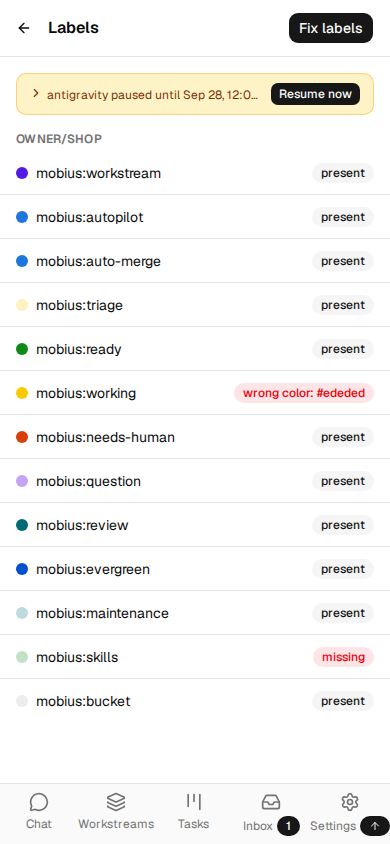 Labels
Fix labels
antigravity paused until Sep 28, 12:0...
Resume now
OWNER/SHOP
mobius:workstream present
mobius:autopilot present
mobius:auto-merge present
mobius:triage present
mobius:ready present
mobius:working wrong color: #ededed
mobius:needs-human present
mobius:question present
mobius:review present
mobius:evergreen present
mobius:maintenance present
mobius:skills missing
mobius:bucket present
Chat Workstreams Tasks Inbox 1 Settings